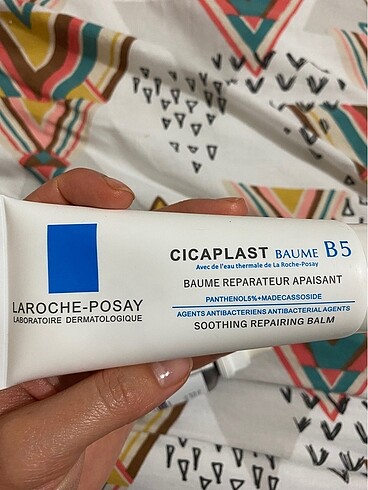 CICAPLAST BAUME B5
Avec de l'eau thermale de La Roche-Posay
BAUME REPARATEUR APAISANT
PANTHENOL5%+MADECASSOSIDE
AGENTS ANTIBACTERIENS ANTIBACTERIAL AGENTS
SOOTHING REPAIRING BALM
LAROCHE-POSAY
LABORATOIRE DERMATOLOGIQUE